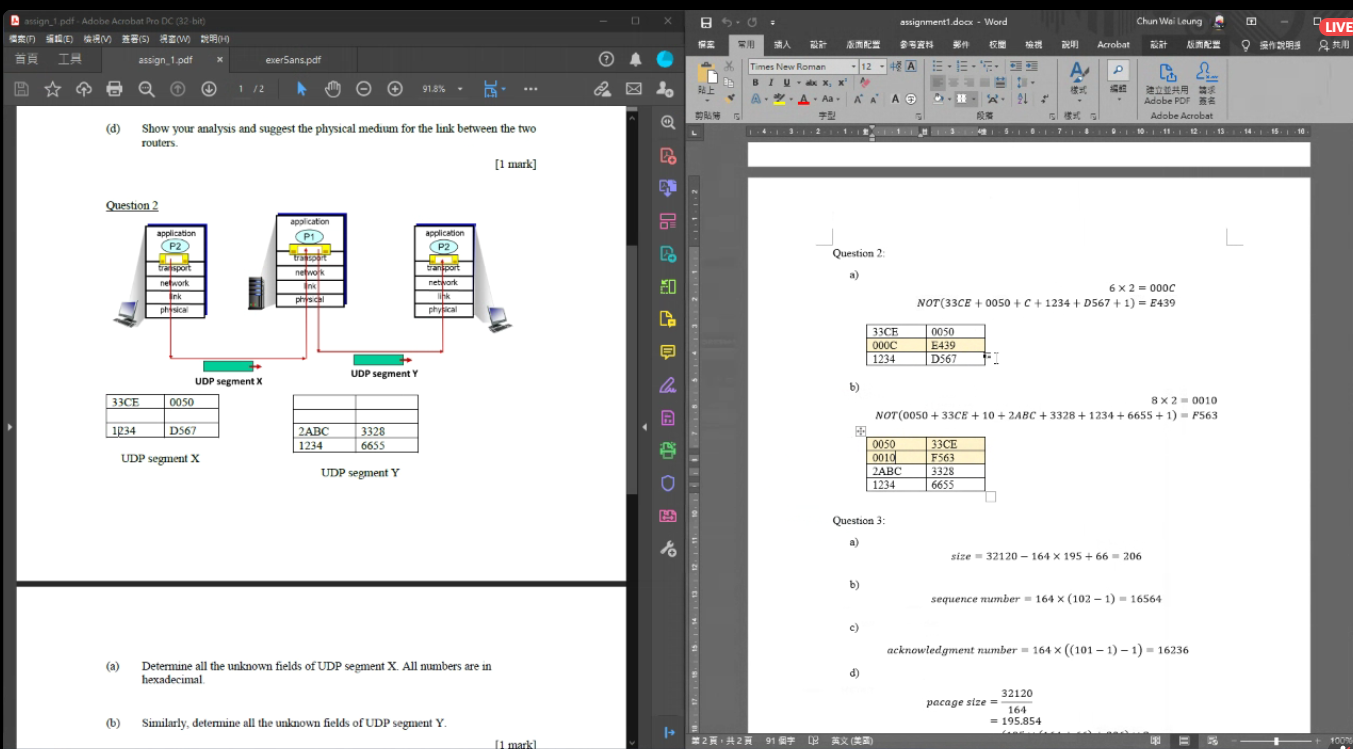 assign_1.pdf - Adobe Acrobat Pro DC (32-bit)
檔案(F) 編輯(E) 檢視(V) 簽署(S) 視窗(W) 說明(H)
首頁 工具 assign_1.pdf × exer5ans.pdf
1 / 2 91.8%
(d) Show your analysis and suggest the physical medium for the link between the two
routers.
[1 mark]
Question 2
application
P2
transport
network
link
physical
application
P1
transport
network
link
physical
application
P2
transport
network
link
physical
UDP segment X
UDP segment Y
33CE 0050
1234 D567
UDP segment X
2ABC 3328
1234 6655
UDP segment Y
(a) Determine all the unknown fields of UDP segment X. All numbers are in
hexadecimal.
(b) Similarly, determine all the unknown fields of UDP segment Y.
[1 mark]
assignment1.docx - Word
Chun Wai Leung
LIVE
檔案 常用 插入 設計 版面配置 參考資料 郵件 校閱 檢視 說明 Acrobat 設計 版面配置 共用
Times New Roman 12
貼上
樣式
編輯
建立並共用
Adobe PDF
請求
簽名
剪貼簿 字型 段落 樣式 Adobe Acrobat
Question 2:
a)
6 × 2 = 000C
NOT(33CE + 0050 + C + 1234 + D567 + 1) = E439
33CE 0050
000C E439
1234 D567
b)
8 × 2 = 0010
NOT(0050 + 33CE + 10 + 2ABC + 3328 + 1234 + 6655 + 1) = F563
0050 33CE
0010 F563
2ABC 3328
1234 6655
Question 3:
a)
size = 32120 − 164 × 195 + 66 = 206
b)
sequence number = 164 × (102 − 1) = 16564
c)
acknowledgment number = 164 × ((101 − 1) − 1) = 16236
d)
pacage size = 32120
164
= 195.854
第 2 頁，共 2 頁 91 個字 英文 (美國) 100%